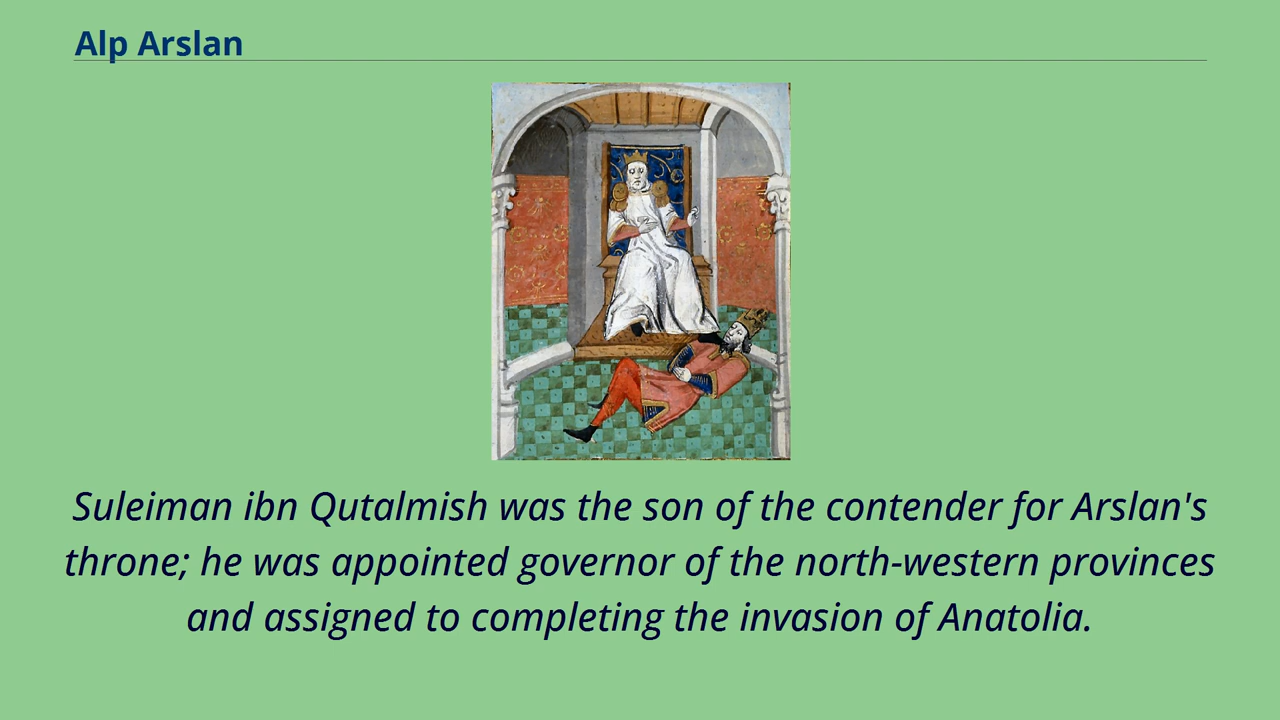 Alp Arslan
Suleiman ibn Qutalmish was the son of the contender for Arslan's
throne; he was appointed governor of the north-western provinces
and assigned to completing the invasion of Anatolia.